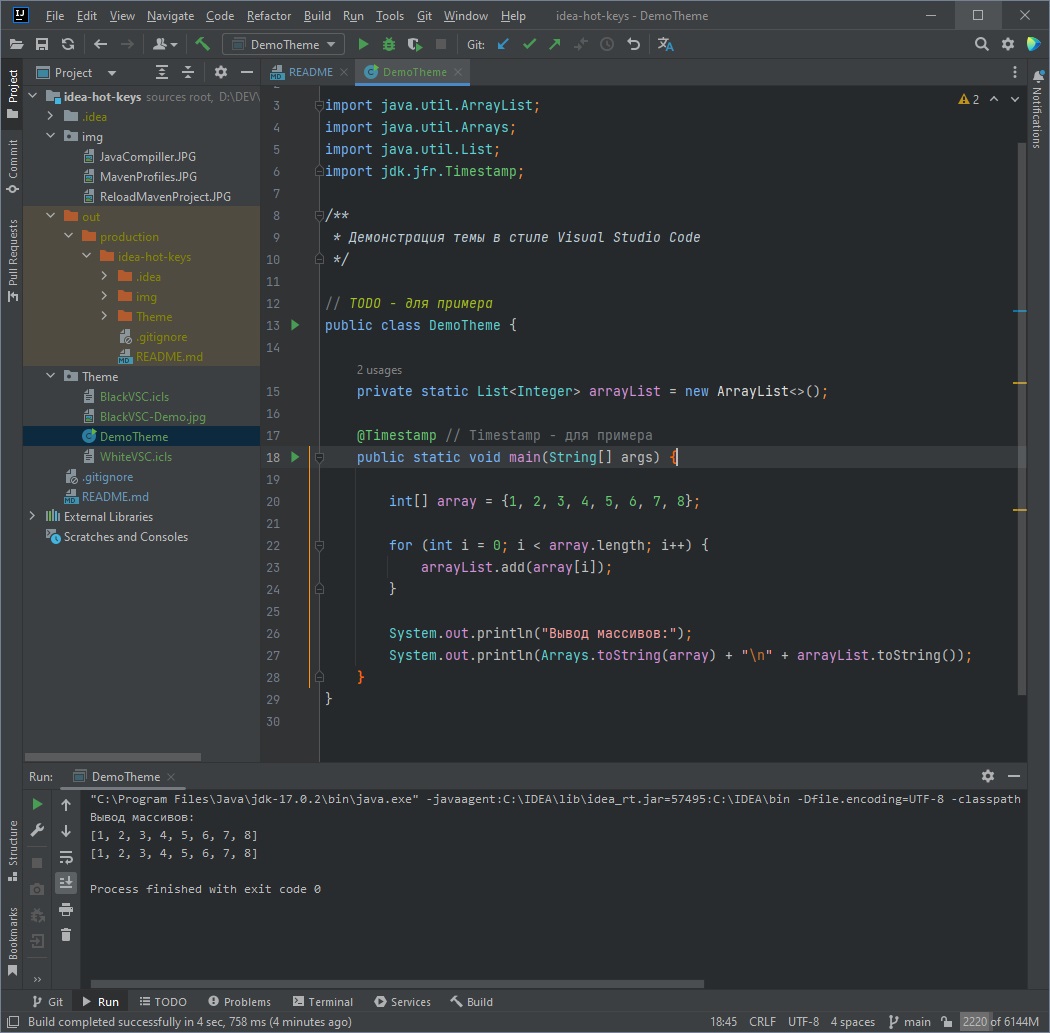 File Edit View Navigate Code Refactor Build Run Tools Git Window Help idea-hot-keys - DemoTheme
DemoTheme Git:
Project
README DemoTheme
Project
Commit
Pull Requests
Structure
Bookmarks
Notifications
idea-hot-keys sources root, D:\DEV\
.idea
img
JavaCompiller.JPG
MavenProfiles.JPG
ReloadMavenProject.JPG
out
production
idea-hot-keys
.idea
img
Theme
.gitignore
README.md
Theme
BlackVSC.icls
BlackVSC-Demo.jpg
DemoTheme
WhiteVSC.icls
.gitignore
README.md
External Libraries
Scratches and Consoles
2
3 import java.util.ArrayList;
4 import java.util.Arrays;
5 import java.util.List;
6 import jdk.jfr.Timestamp;
7
8 /**
9 * Демонстрация темы в стиле Visual Studio Code
10 */
11
12 // TODO - для примера
13 public class DemoTheme {
14
2 usages
15 private static List<Integer> arrayList = new ArrayList<>();
16
17 @Timestamp // Timestamp - для примера
18 public static void main(String[] args) {
19
20 int[] array = {1, 2, 3, 4, 5, 6, 7, 8};
21
22 for (int i = 0; i < array.length; i++) {
23 arrayList.add(array[i]);
24 }
25
26 System.out.println("Вывод массивов:");
27 System.out.println(Arrays.toString(array) + "\n" + arrayList.toString());
28 }
29 }
30
Run: DemoTheme
"C:\Program Files\Java\jdk-17.0.2\bin\java.exe" -javaagent:C:\IDEA\lib\idea_rt.jar=57495:C:\IDEA\bin -Dfile.encoding=UTF-8 -classpath
Вывод массивов:
[1, 2, 3, 4, 5, 6, 7, 8]
[1, 2, 3, 4, 5, 6, 7, 8]
Process finished with exit code 0
Git Run TODO Problems Terminal Services Build
Build completed successfully in 4 sec, 758 ms (4 minutes ago) 18:45 CRLF UTF-8 4 spaces main 2220 of 6144M